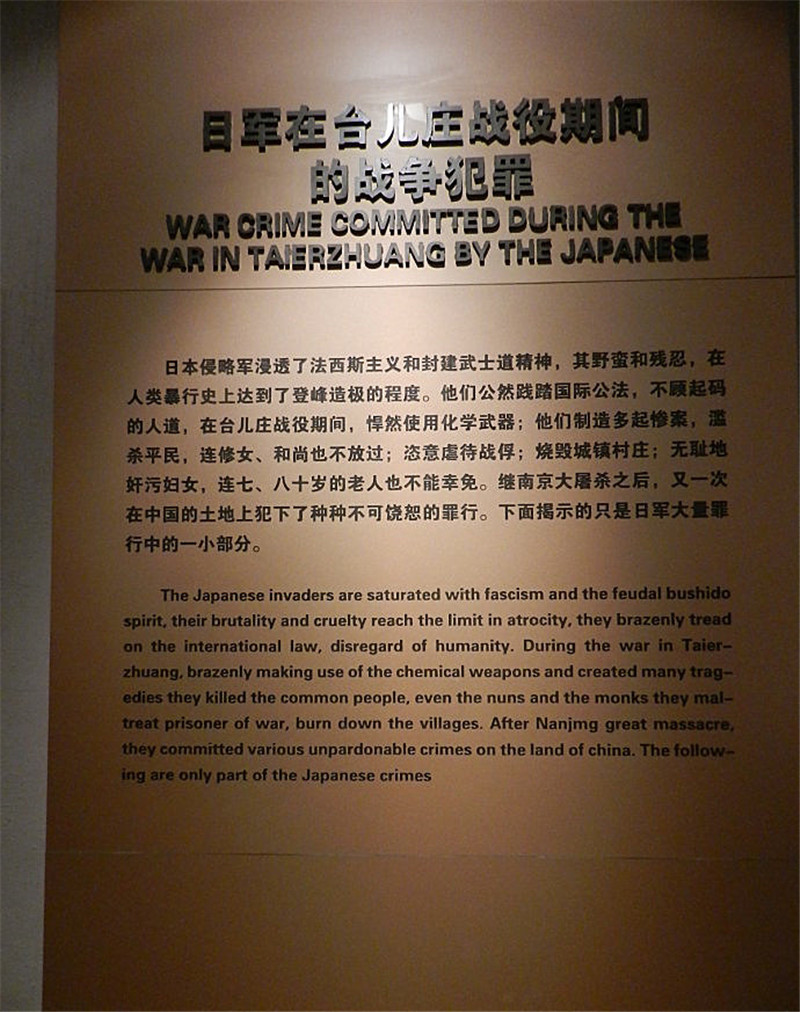 日军在台儿庄战役期间
的战争犯罪
WAR CRIME COMMITTED DURING THE
WAR IN TAIERZHUANG BY THE JAPANESE
日本侵略军浸透了法西斯主义和封建武士道精神，其野蛮和残忍，在
人类暴行史上达到了登峰造极的程度。他们公然践踏国际公法，不顾起码
的人道，在台儿庄战役期间，悍然使用化学武器；他们制造多起惨案，滥
杀平民，连修女、和尚也不放过；恣意虐待战俘；烧毁城镇村庄；无耻地
奸污妇女，连七、八十岁的老人也不能幸免。继南京大屠杀之后，又一次
在中国的土地上犯下了种种不可饶恕的罪行。下面揭示的只是日军大量罪
行中的一小部分。
The Japanese invaders are saturated with fascism and the feudal bushido
spirit, their brutality and cruelty reach the limit in atrocity, they brazenly tread
on the international law, disregard of humanity. During the war in Taier-
zhuang, brazenly making use of the chemical weapons and created many trag-
edies they killed the common people, even the nuns and the monks they mal-
treat prisoner of war, burn down the villages. After Nanjmg great massacre,
they committed various unpardonable crimes on the land of china. The follow-
ing are only part of the Japanese crimes